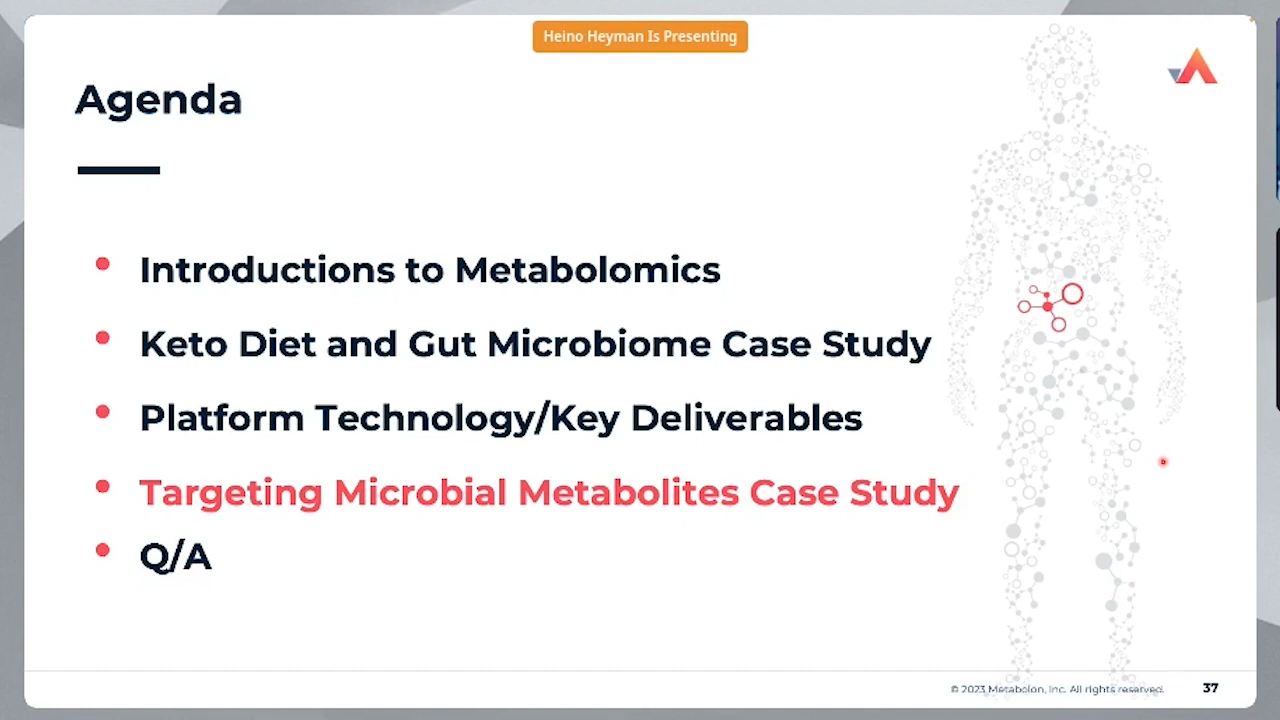 Heino Heyman Is Presenting
Agenda
Introductions to Metabolomics
Keto Diet and Gut Microbiome Case Study
Platform Technology/Key Deliverables
Targeting Microbial Metabolites Case Study
Q/A
© 2023 Metabolon, Inc. All rights reserved.
37